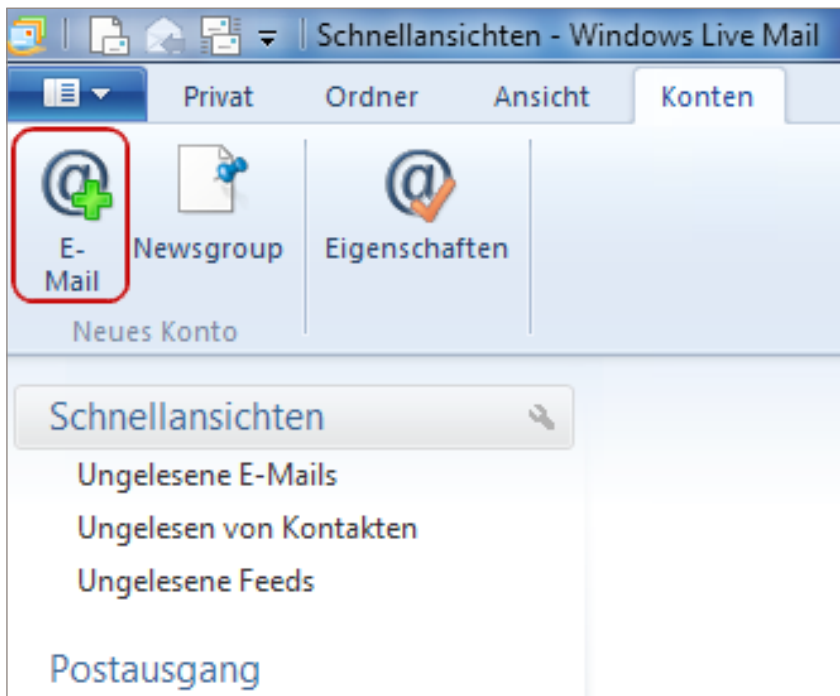 Schnellansichten - Windows Live Mail
Privat Ordner Ansicht Konten
E-
Mail
Newsgroup
Eigenschaften
Neues Konto
Schnellansichten
Ungelesene E-Mails
Ungelesen von Kontakten
Ungelesene Feeds
Postausgang